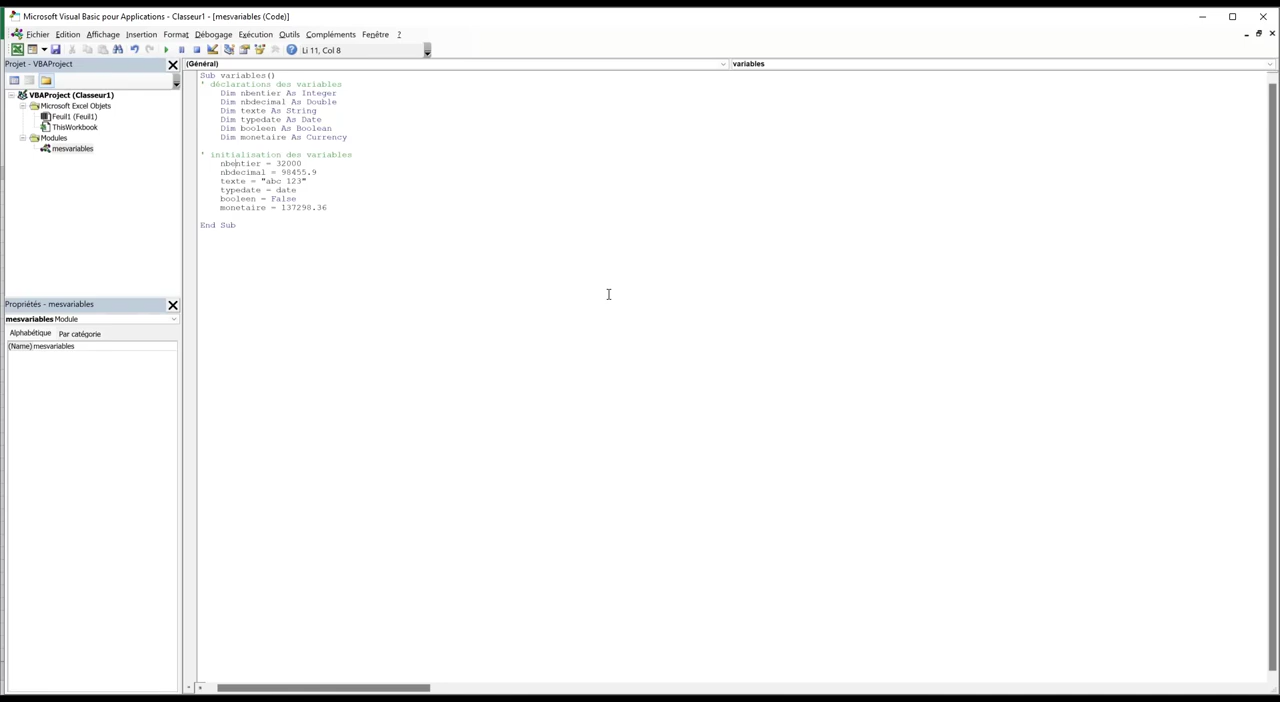 Microsoft Visual Basic pour Applications - Classeur1 - [mesvariables (Code)]
Fichier Edition Affichage Insertion Format Débogage Exécution Outils Compléments Fenêtre ?
Li 11, Col 8
Projet - VBAProject
(Général) variables
VBAProject (Classeur1)
Microsoft Excel Objets
Feuil1 (Feuil1)
ThisWorkbook
Modules
mesvariables
Sub variables()
' déclarations des variables
Dim nbentier As Integer
Dim nbdecimal As Double
Dim texte As String
Dim typedate As Date
Dim booleen As Boolean
Dim monetaire As Currency
' initialisation des variables
nbentier = 32000
nbdecimal = 98455.9
texte = "abc 123"
typedate = date
booleen = False
monetaire = 137298.36
End Sub
Propriétés - mesvariables
mesvariables Module
Alphabétique Par catégorie
(Name) mesvariables